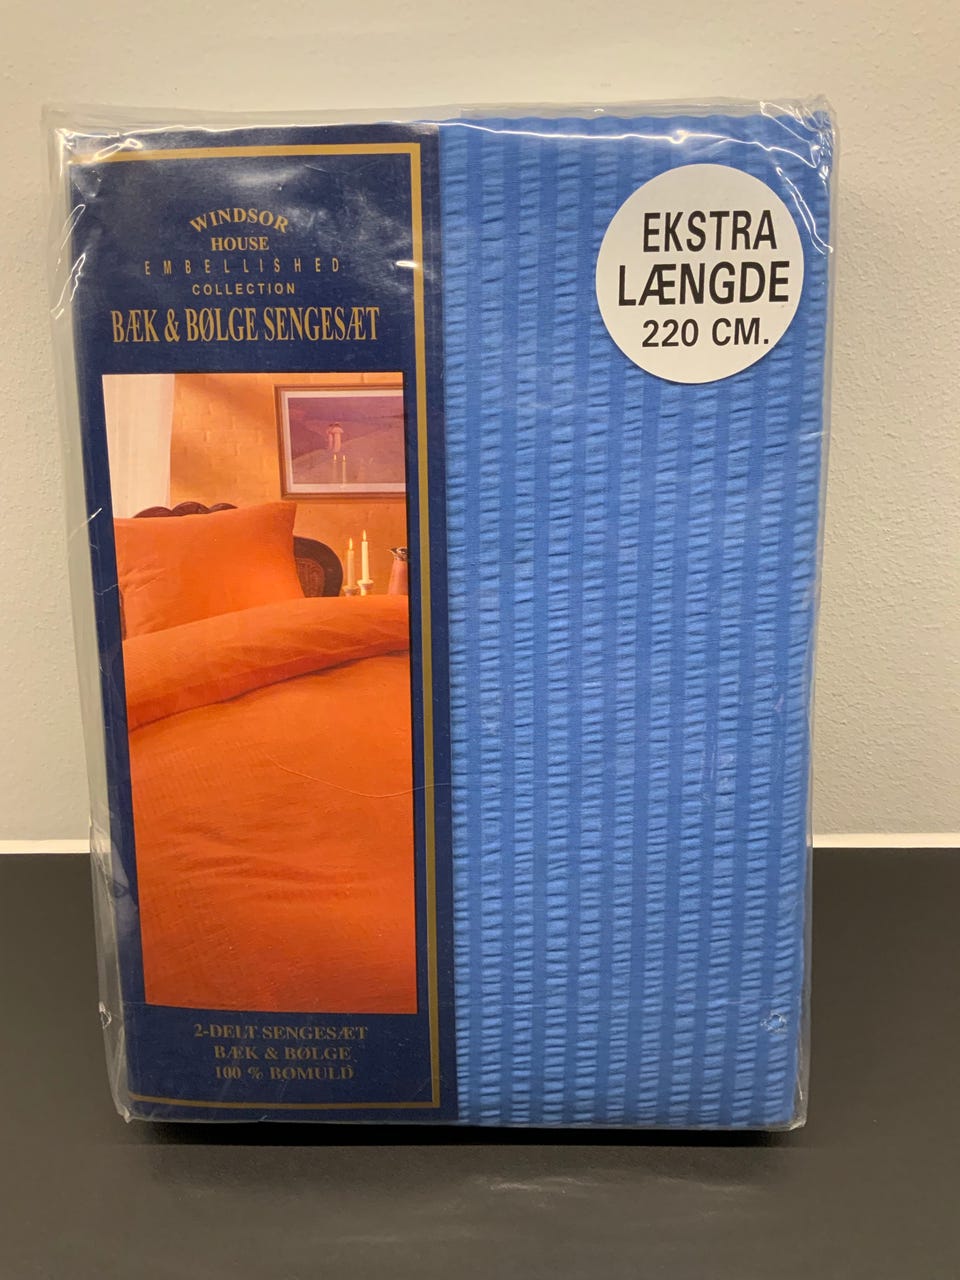 WINDSOR
HOUSE
EMBELLISHED
COLLECTION
BÆK & BØLGE SENGESÆT
EKSTRA
LÆNGDE
220 CM.
2-DELT SENGESÆT
BÆK & BØLGE
100 % BOMULD